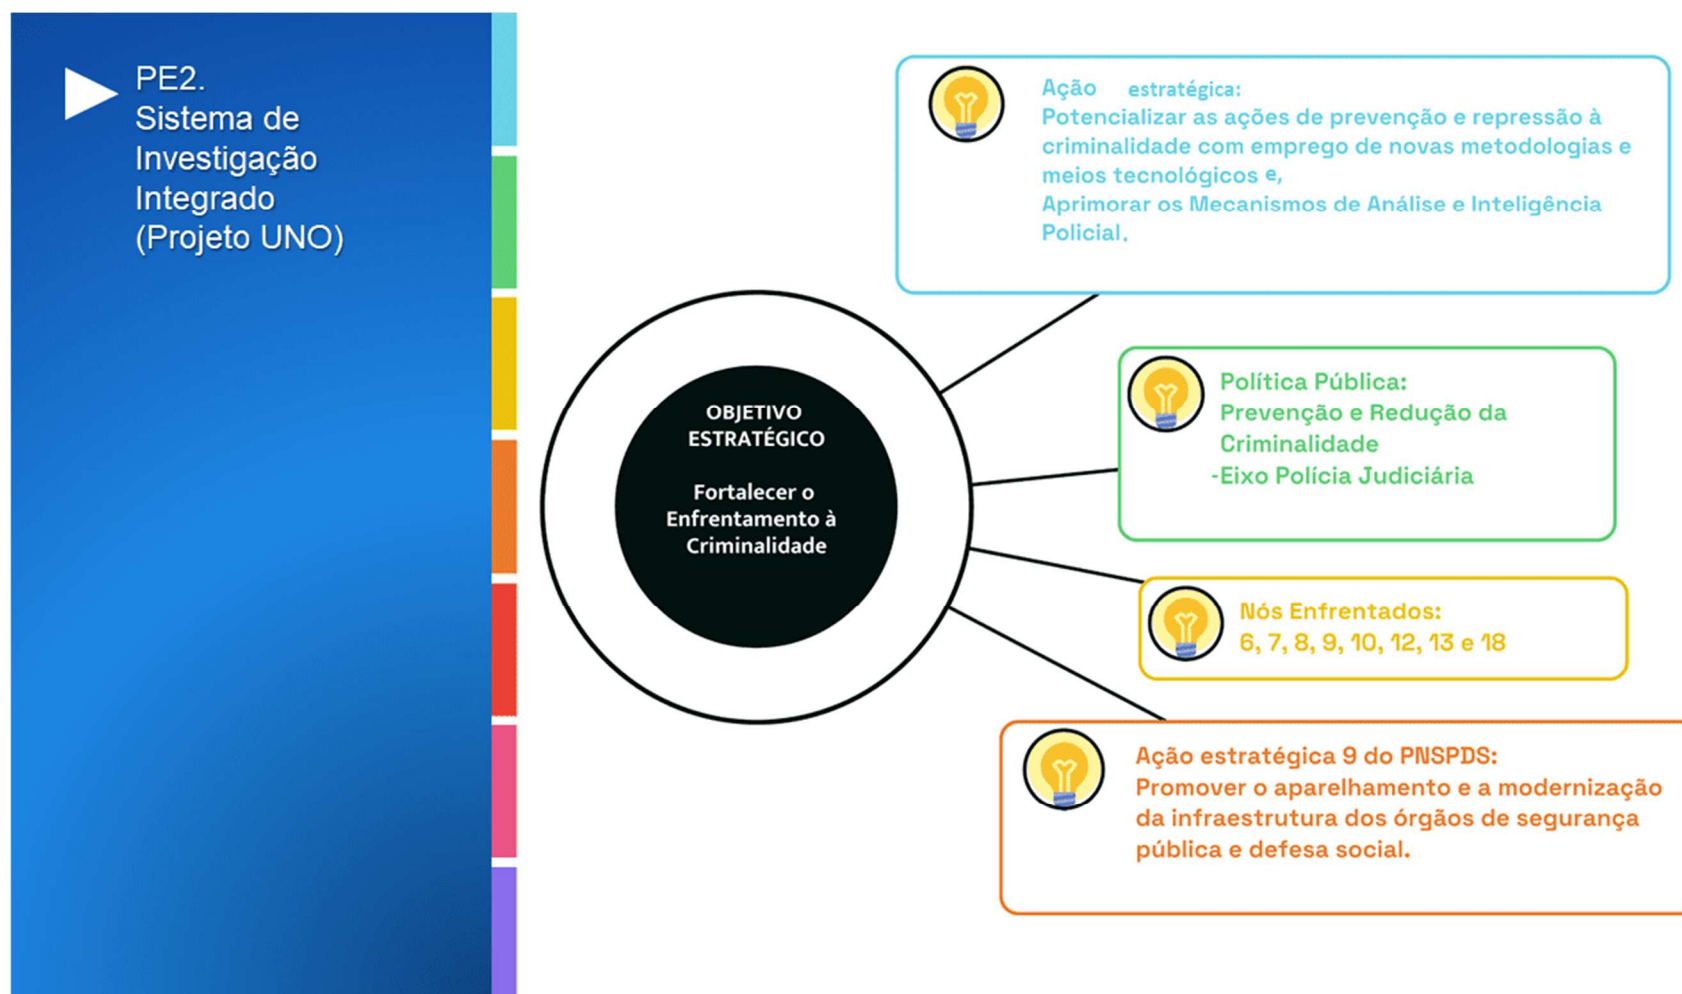 PE2.
Sistema de
Investigação
Integrado
(Projeto UNO)
OBJETIVO
ESTRATÉGICO
Fortalecer o
Enfrentamento à
Criminalidade
Ação estratégica:
Potencializar as ações de prevenção e repressão à
criminalidade com emprego de novas metodologias e
meios tecnológicos e,
Aprimorar os Mecanismos de Análise e Inteligência
Policial.
Política Pública:
Prevenção e Redução da
Criminalidade
-Eixo Polícia Judiciária
Nós Enfrentados:
6, 7, 8, 9, 10, 12, 13 e 18
Ação estratégica 9 do PNSPDS:
Promover o aparelhamento e a modernização
da infraestrutura dos órgãos de segurança
pública e defesa social.